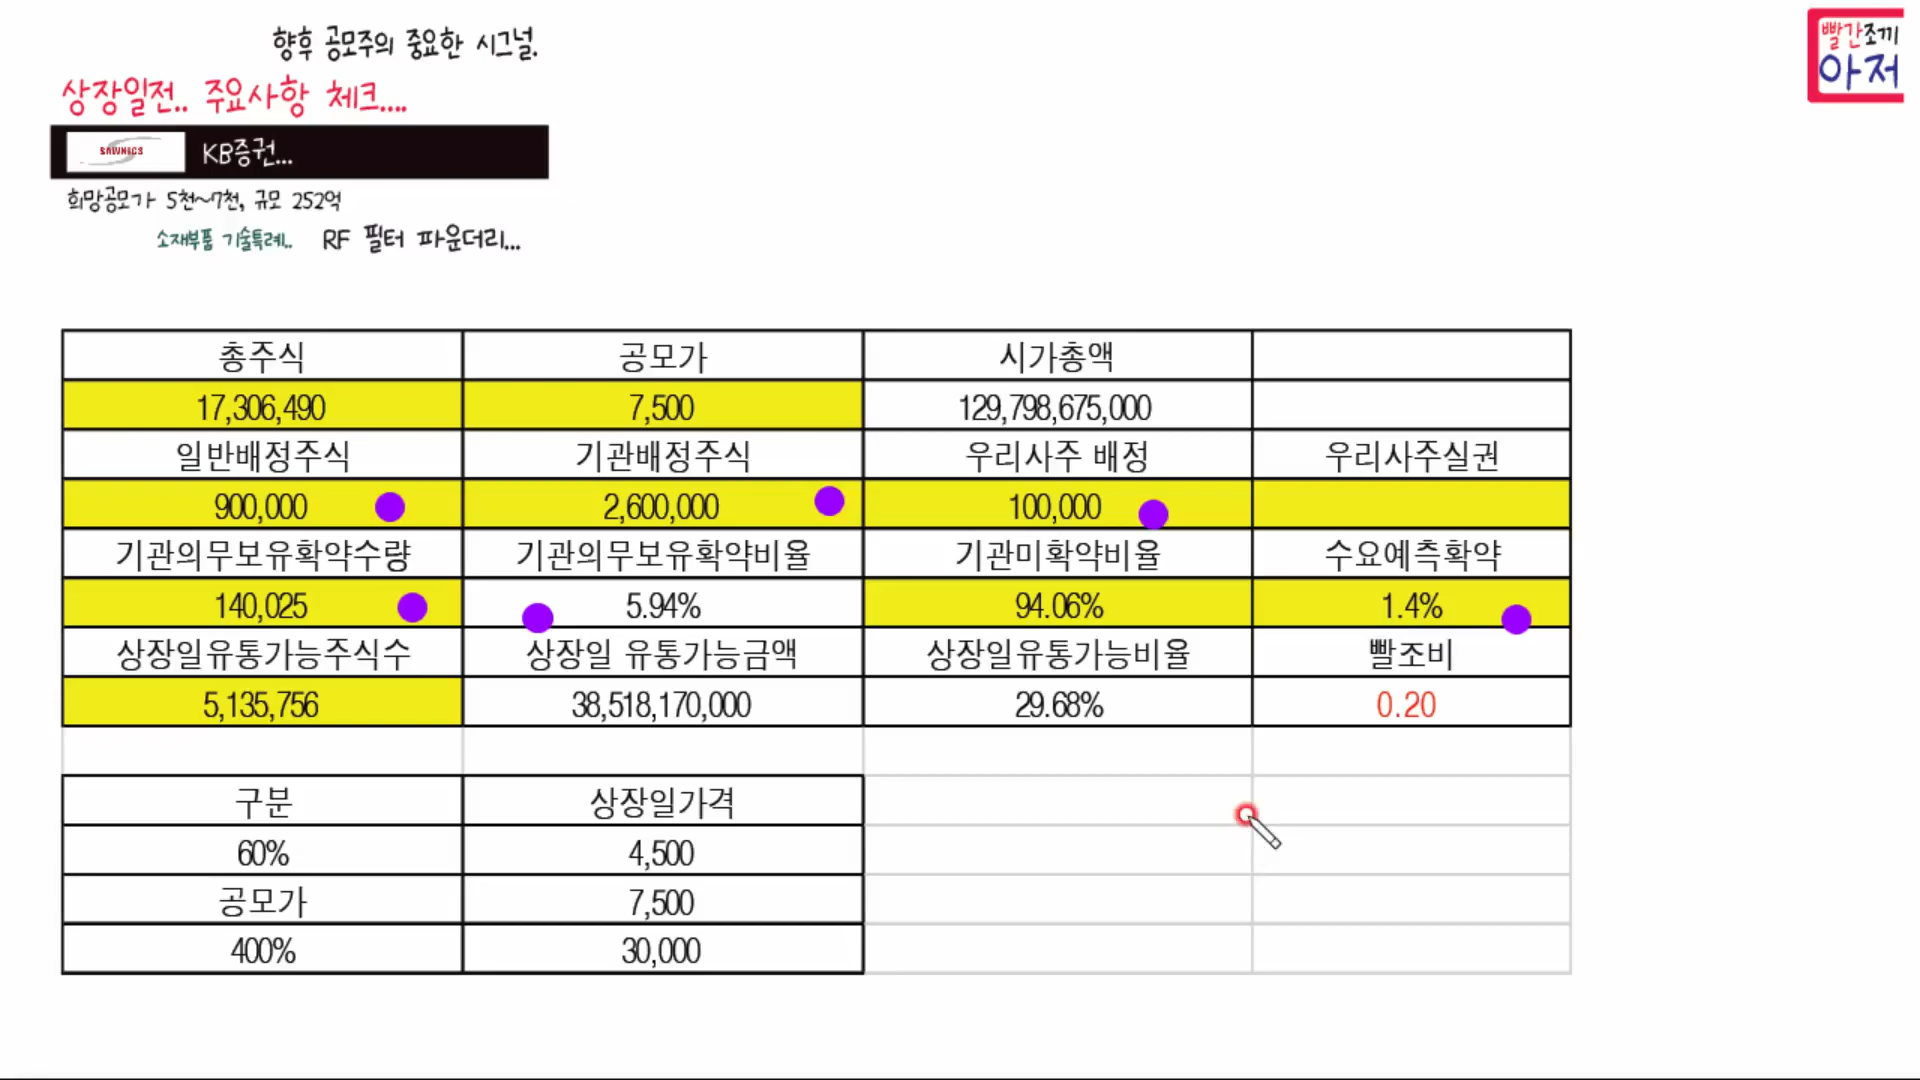 향후 공모주의 중요한 시그널.
상장일전.. 주요사항 체크....
빨간조끼
아저
SAWNICS KB증권...
희망공모가 5천~7천, 규모 252억
소재부품 기술특례.. RF 필터 파운더리...
총주식 공모가 시가총액
17,306,490 7,500 129,798,675,000
일반배정주식 기관배정주식 우리사주 배정 우리사주실권
900,000 2,600,000 100,000
기관의무보유확약수량 기관의무보유확약비율 기관미확약비율 수요예측확약
140,025 5.94% 94.06% 1.4%
상장일유통가능주식수 상장일 유통가능금액 상장일유통가능비율 빨조비
5,135,756 38,518,170,000 29.68% 0.20
구분 상장일가격
60% 4,500
공모가 7,500
400% 30,000